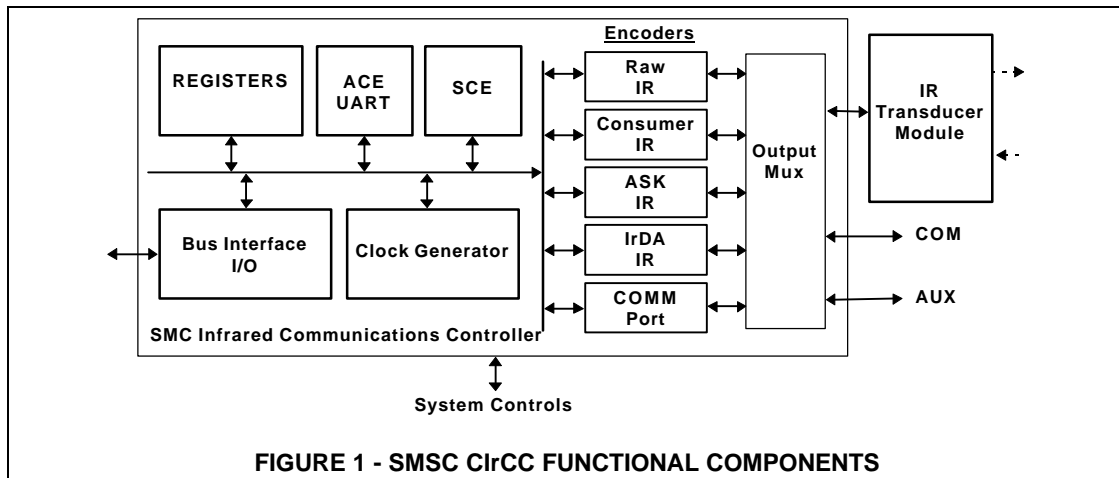 Encoders
REGISTERS
ACE
UART
SCE
Raw
IR
Consumer
IR
ASK
IR
IrDA
IR
COMM
Port
Output
Mux
IR
Transducer
Module
Bus Interface
I/O
Clock Generator
COM
AUX
SMC Infrared Communications Controller
System Controls
FIGURE 1 - SMSC CIrCC FUNCTIONAL COMPONENTS